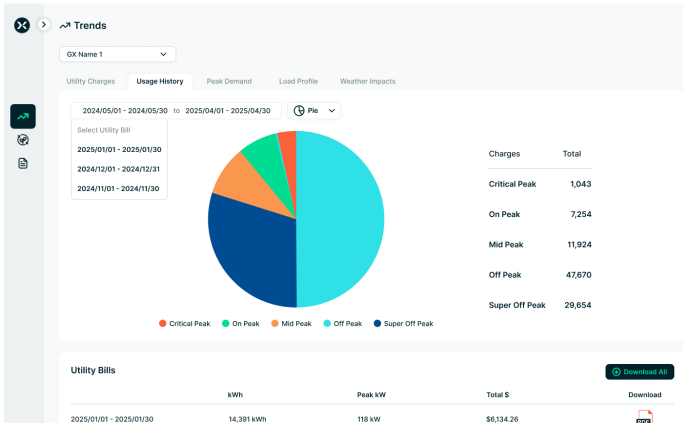 Trends
GX Name 1
Utility Charges Usage History Peak Demand Load Profile Weather Impacts
2024/05/01 - 2024/05/30 to 2025/04/01 - 2025/04/30 Pie
Select Utility Bill
2025/01/01 - 2025/01/30
2024/12/01 - 2024/12/31
2024/11/01 - 2024/11/30
Charges Total
Critical Peak 1,043
On Peak 7,254
Mid Peak 11,924
Off Peak 47,670
Super Off Peak 29,654
Critical Peak On Peak Mid Peak Off Peak Super Off Peak
Utility Bills Download All
kWh Peak kW Total $ Download
2025/01/01 - 2025/01/30 14,391 kWh 118 kW $6,134.26 PDF